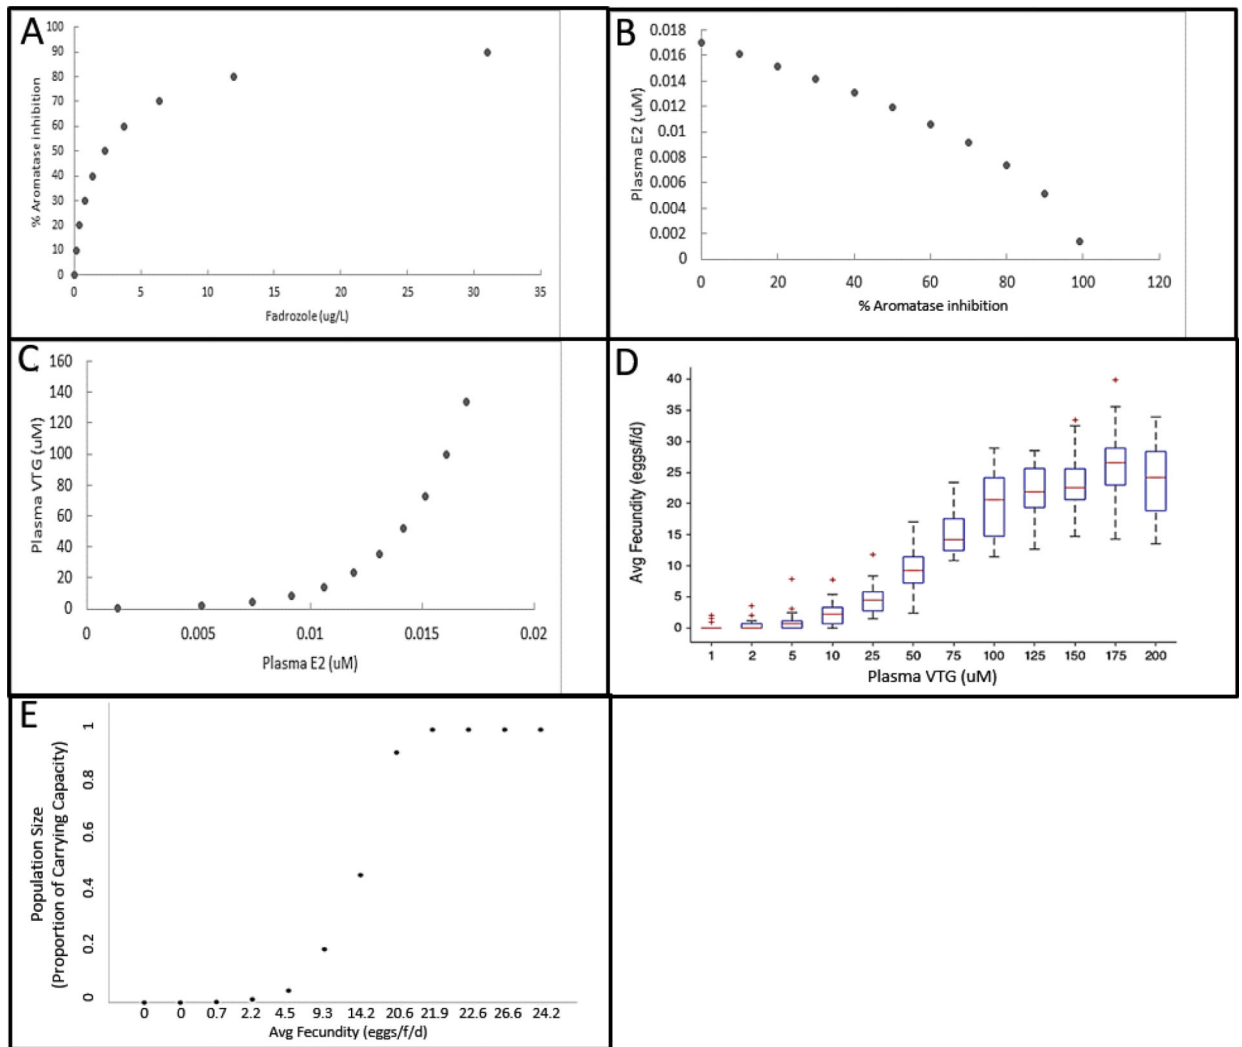 A
100
90
80
70
60
50
40
30
20
10
0
% Aromatase inhibition
0 5 10 15 20 25 30 35
Fadrozole (ug/L)
B
0.018
0.016
0.014
0.012
0.01
0.008
0.006
0.004
0.002
0
Plasma E2 (uM)
0 20 40 60 80 100 120
% Aromatase inhibition
C
160
140
120
100
80
60
40
20
0
Plasma VTG (uM)
0 0.005 0.01 0.015 0.02
Plasma E2 (uM)
D
40
35
30
25
20
15
10
5
0
Avg Fecundity (eggs/f/d)
1 2 5 10 25 50 75 100 125 150 175 200
Plasma VTG (uM)
E
1
0.8
0.6
0.4
0.2
0
Population Size
(Proportion of Carrying Capacity)
0 0 0.7 2.2 4.5 9.3 14.2 20.6 21.9 22.6 26.6 24.2
Avg Fecundity (eggs/f/d)